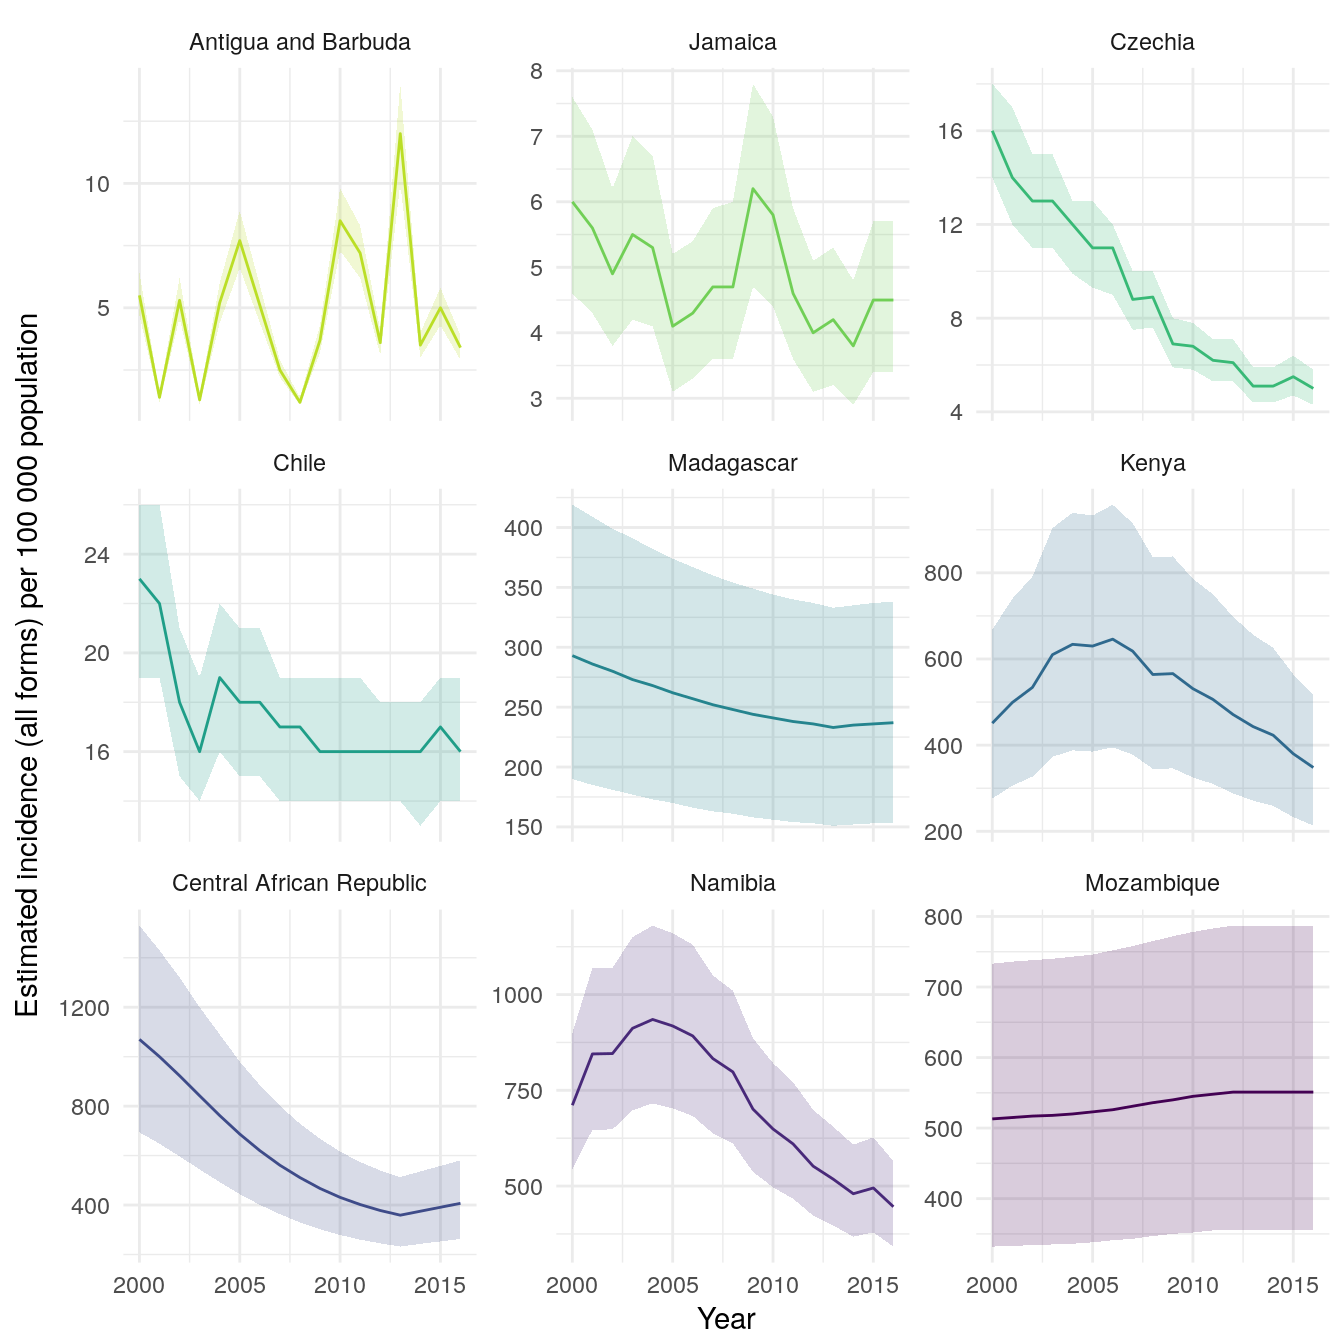 Antigua and Barbuda
Jamaica
Czechia
10
5
8
7
6
5
4
3
16
12
8
4
Chile
Madagascar
Kenya
24
20
16
400
350
300
250
200
150
800
600
400
200
Central African Republic
Namibia
Mozambique
1200
800
400
1000
750
500
800
700
600
500
400
2000 2005 2010 2015
2000 2005 2010 2015
2000 2005 2010 2015
Year
Estimated incidence (all forms) per 100 000 population